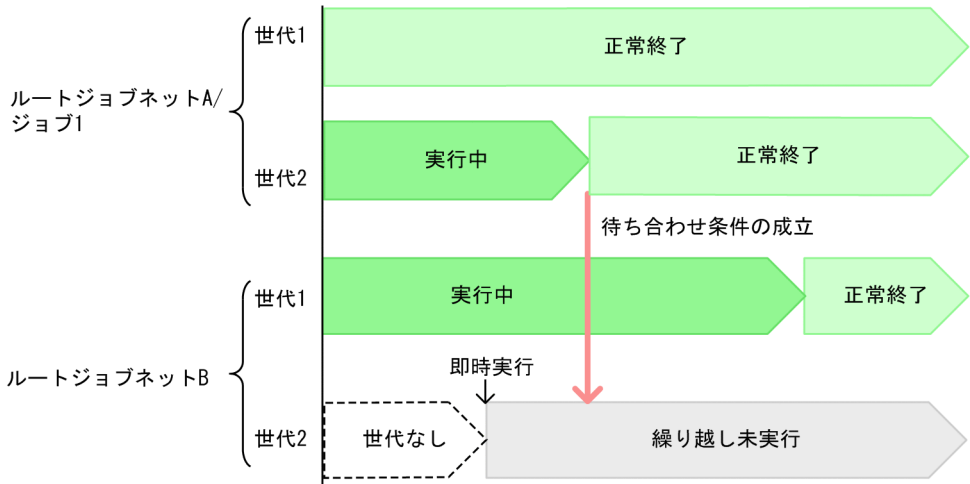 世代1
正常終了
ルートジョブネットA/
ジョブ1
実行中
正常終了
世代2
待ち合わせ条件の成立
世代1
実行中
正常終了
ルートジョブネットB
即時実行
世代2
世代なし
繰り越し未実行